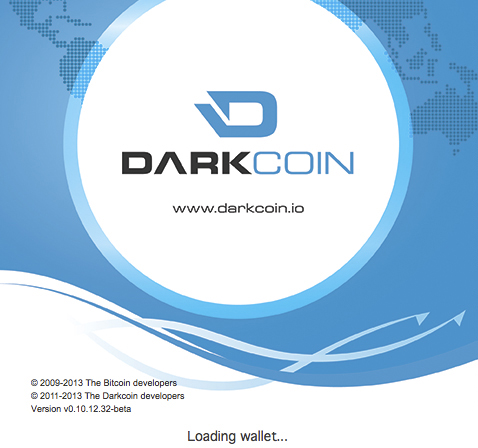 DARKCOIN
www.darkcoin.io
© 2009-2013 The Bitcoin developers
© 2011-2013 The Darkcoin developers
Version v0.10.12.32-beta
Loading wallet...